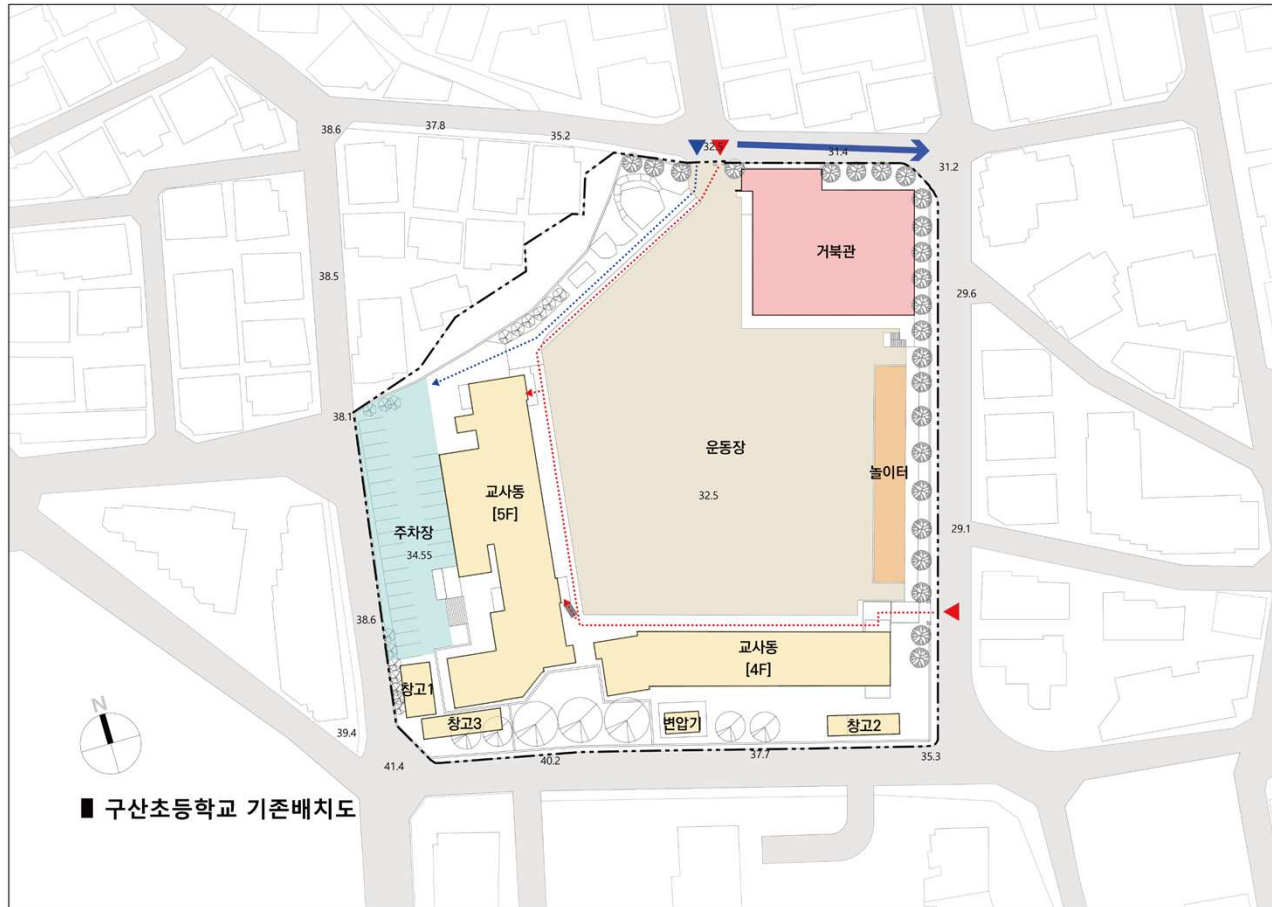 38.6
37.8
35.2
32.5
31.4
31.2
거북관
38.5
29.6
38.1
운동장
놀이터
32.5
교사동
[5F]
주차장
34.55
29.1
38.6
교사동
[4F]
창고1
창고3
변압기
창고2
N
39.4
41.4
40.2
37.7
35.3
구산초등학교 기존배치도